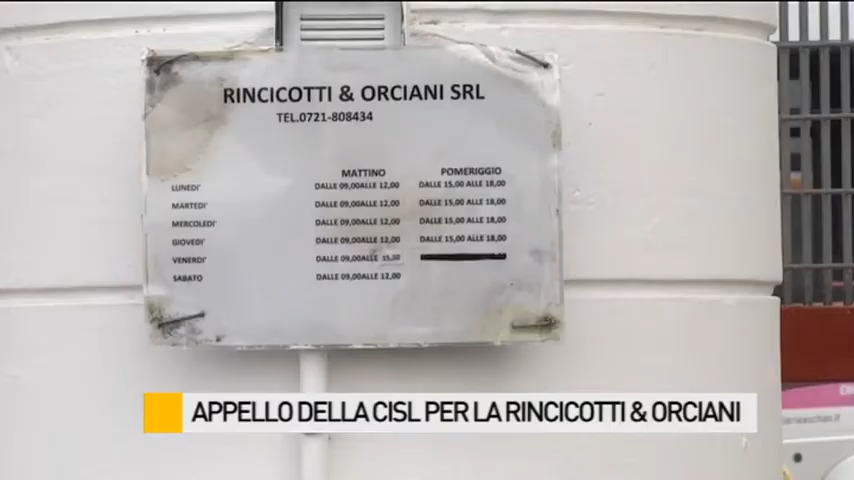 RINCICOTTI & ORCIANI SRL
TEL.0721-808434
MATTINO POMERIGGIO
LUNEDI' DALLE 09,00ALLE 12,00 DALLE 15,00 ALLE 18,00
MARTEDI' DALLE 09,00ALLE 12,00 DALLE 15,00 ALLE 18,00
MERCOLEDI' DALLE 09,00ALLE 12,00 DALLE 15,00 ALLE 18,00
GIOVEDI' DALLE 09,00ALLE 12,00 DALLE 15,00 ALLE 18,00
VENERDI' DALLE 09,00ALLE 15,00
SABATO DALLE 09,00ALLE 12,00
APPELLO DELLA CISL PER LA RINCICOTTI & ORCIANI